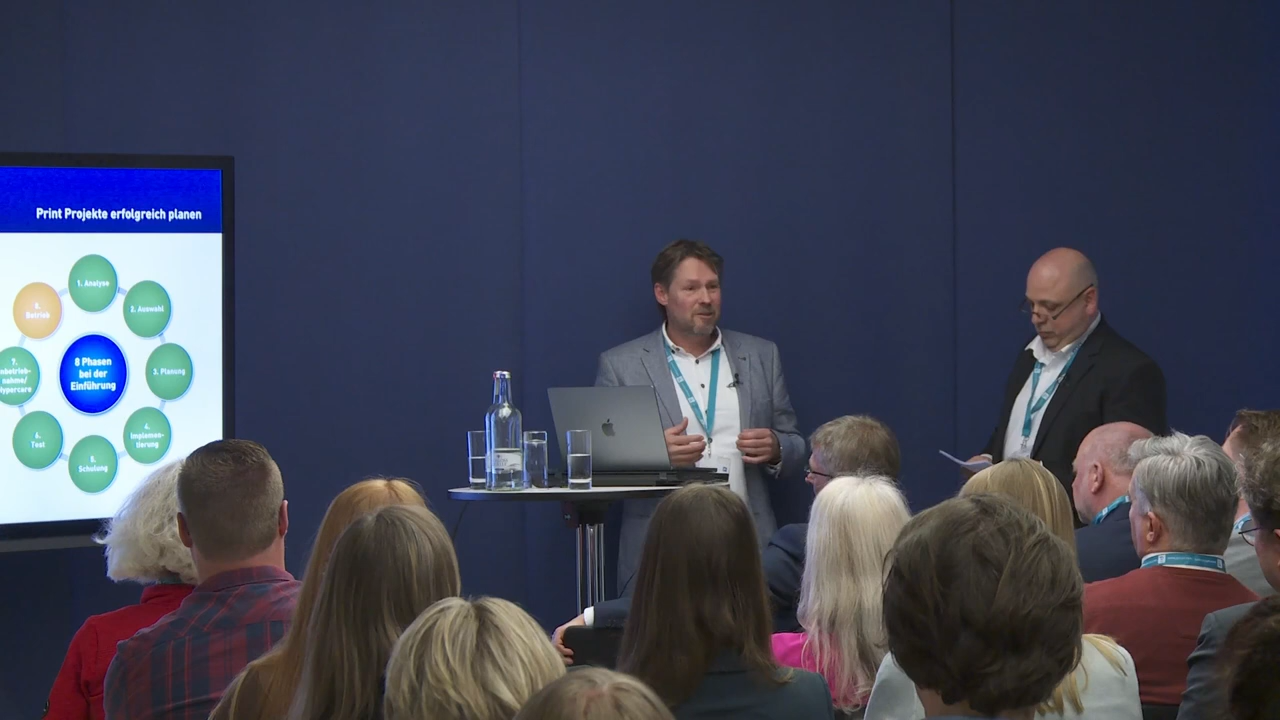 Print Projekte erfolgreich planen
1. Analyse
2. Auswahl
3. Planung
4.
Implemen-
tierung
5.
Schulung
6.
Test
7.
nbetrieb-
nahme/
Hypercare
8.
Betrieb
8 Phasen
bei der
Einführung